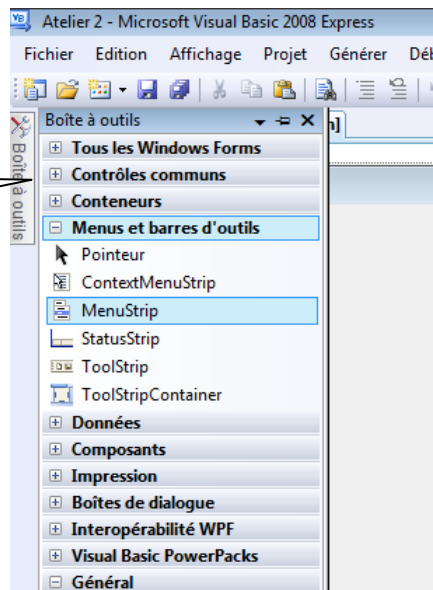 Atelier 2 - Microsoft Visual Basic 2008 Express
Fichier Edition Affichage Projet Générer
Boîte à outils
Boîte à outils
Tous les Windows Forms
Contrôles communs
Conteneurs
Menus et barres d'outils
Pointeur
ContextMenuStrip
MenuStrip
StatusStrip
ToolStrip
ToolStripContainer
Données
Composants
Impression
Boîtes de dialogue
Interopérabilité WPF
Visual Basic PowerPacks
Général